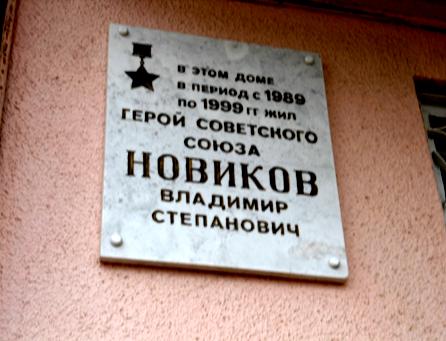 В ЭТОМ ДОМЕ
В ПЕРИОД С 1989
ПО 1999 ГГ ЖИЛ
ГЕРОЙ СОВЕТСКОГО
СОЮЗА
НОВИКОВ
ВЛАДИМИР
СТЕПАНОВИЧ